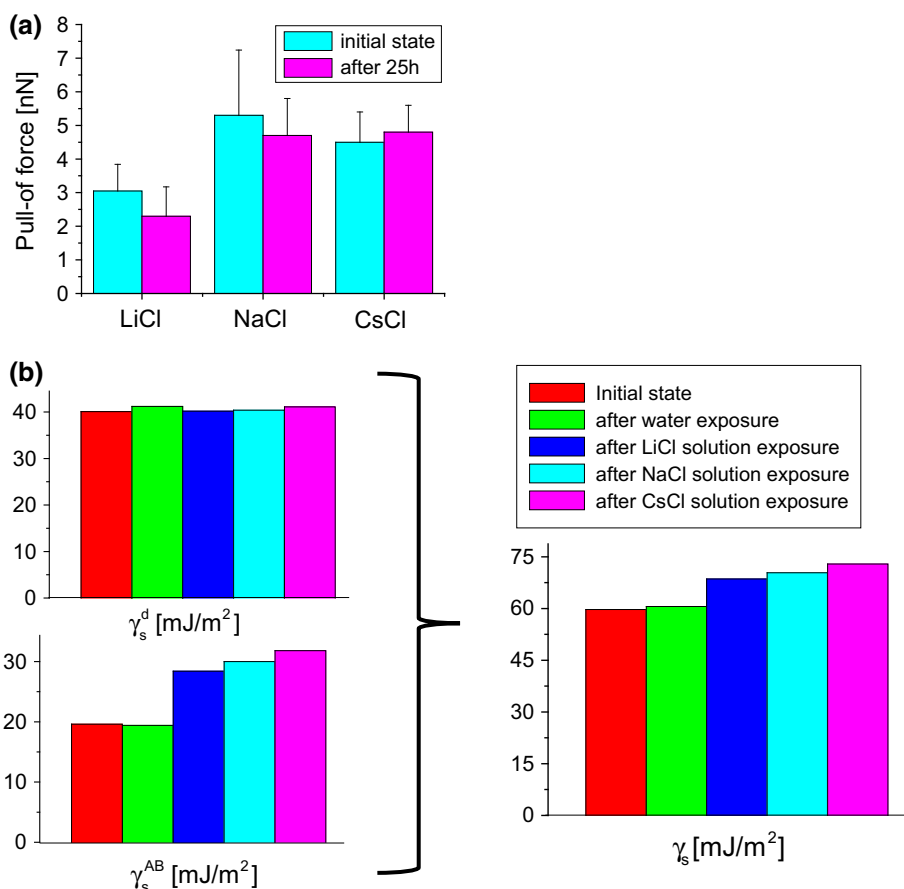 (a)
8
7
6
5
4
3
2
1
0
Pull-of force [nN]
initial state
after 25h
LiCl NaCl CsCl
(b)
40
30
20
10
0
γsd [mJ/m2]
30
20
10
0
γsAB [mJ/m2]
Initial state
after water exposure
after LiCl solution exposure
after NaCl solution exposure
after CsCl solution exposure
75
60
45
30
15
0
γs[mJ/m2]